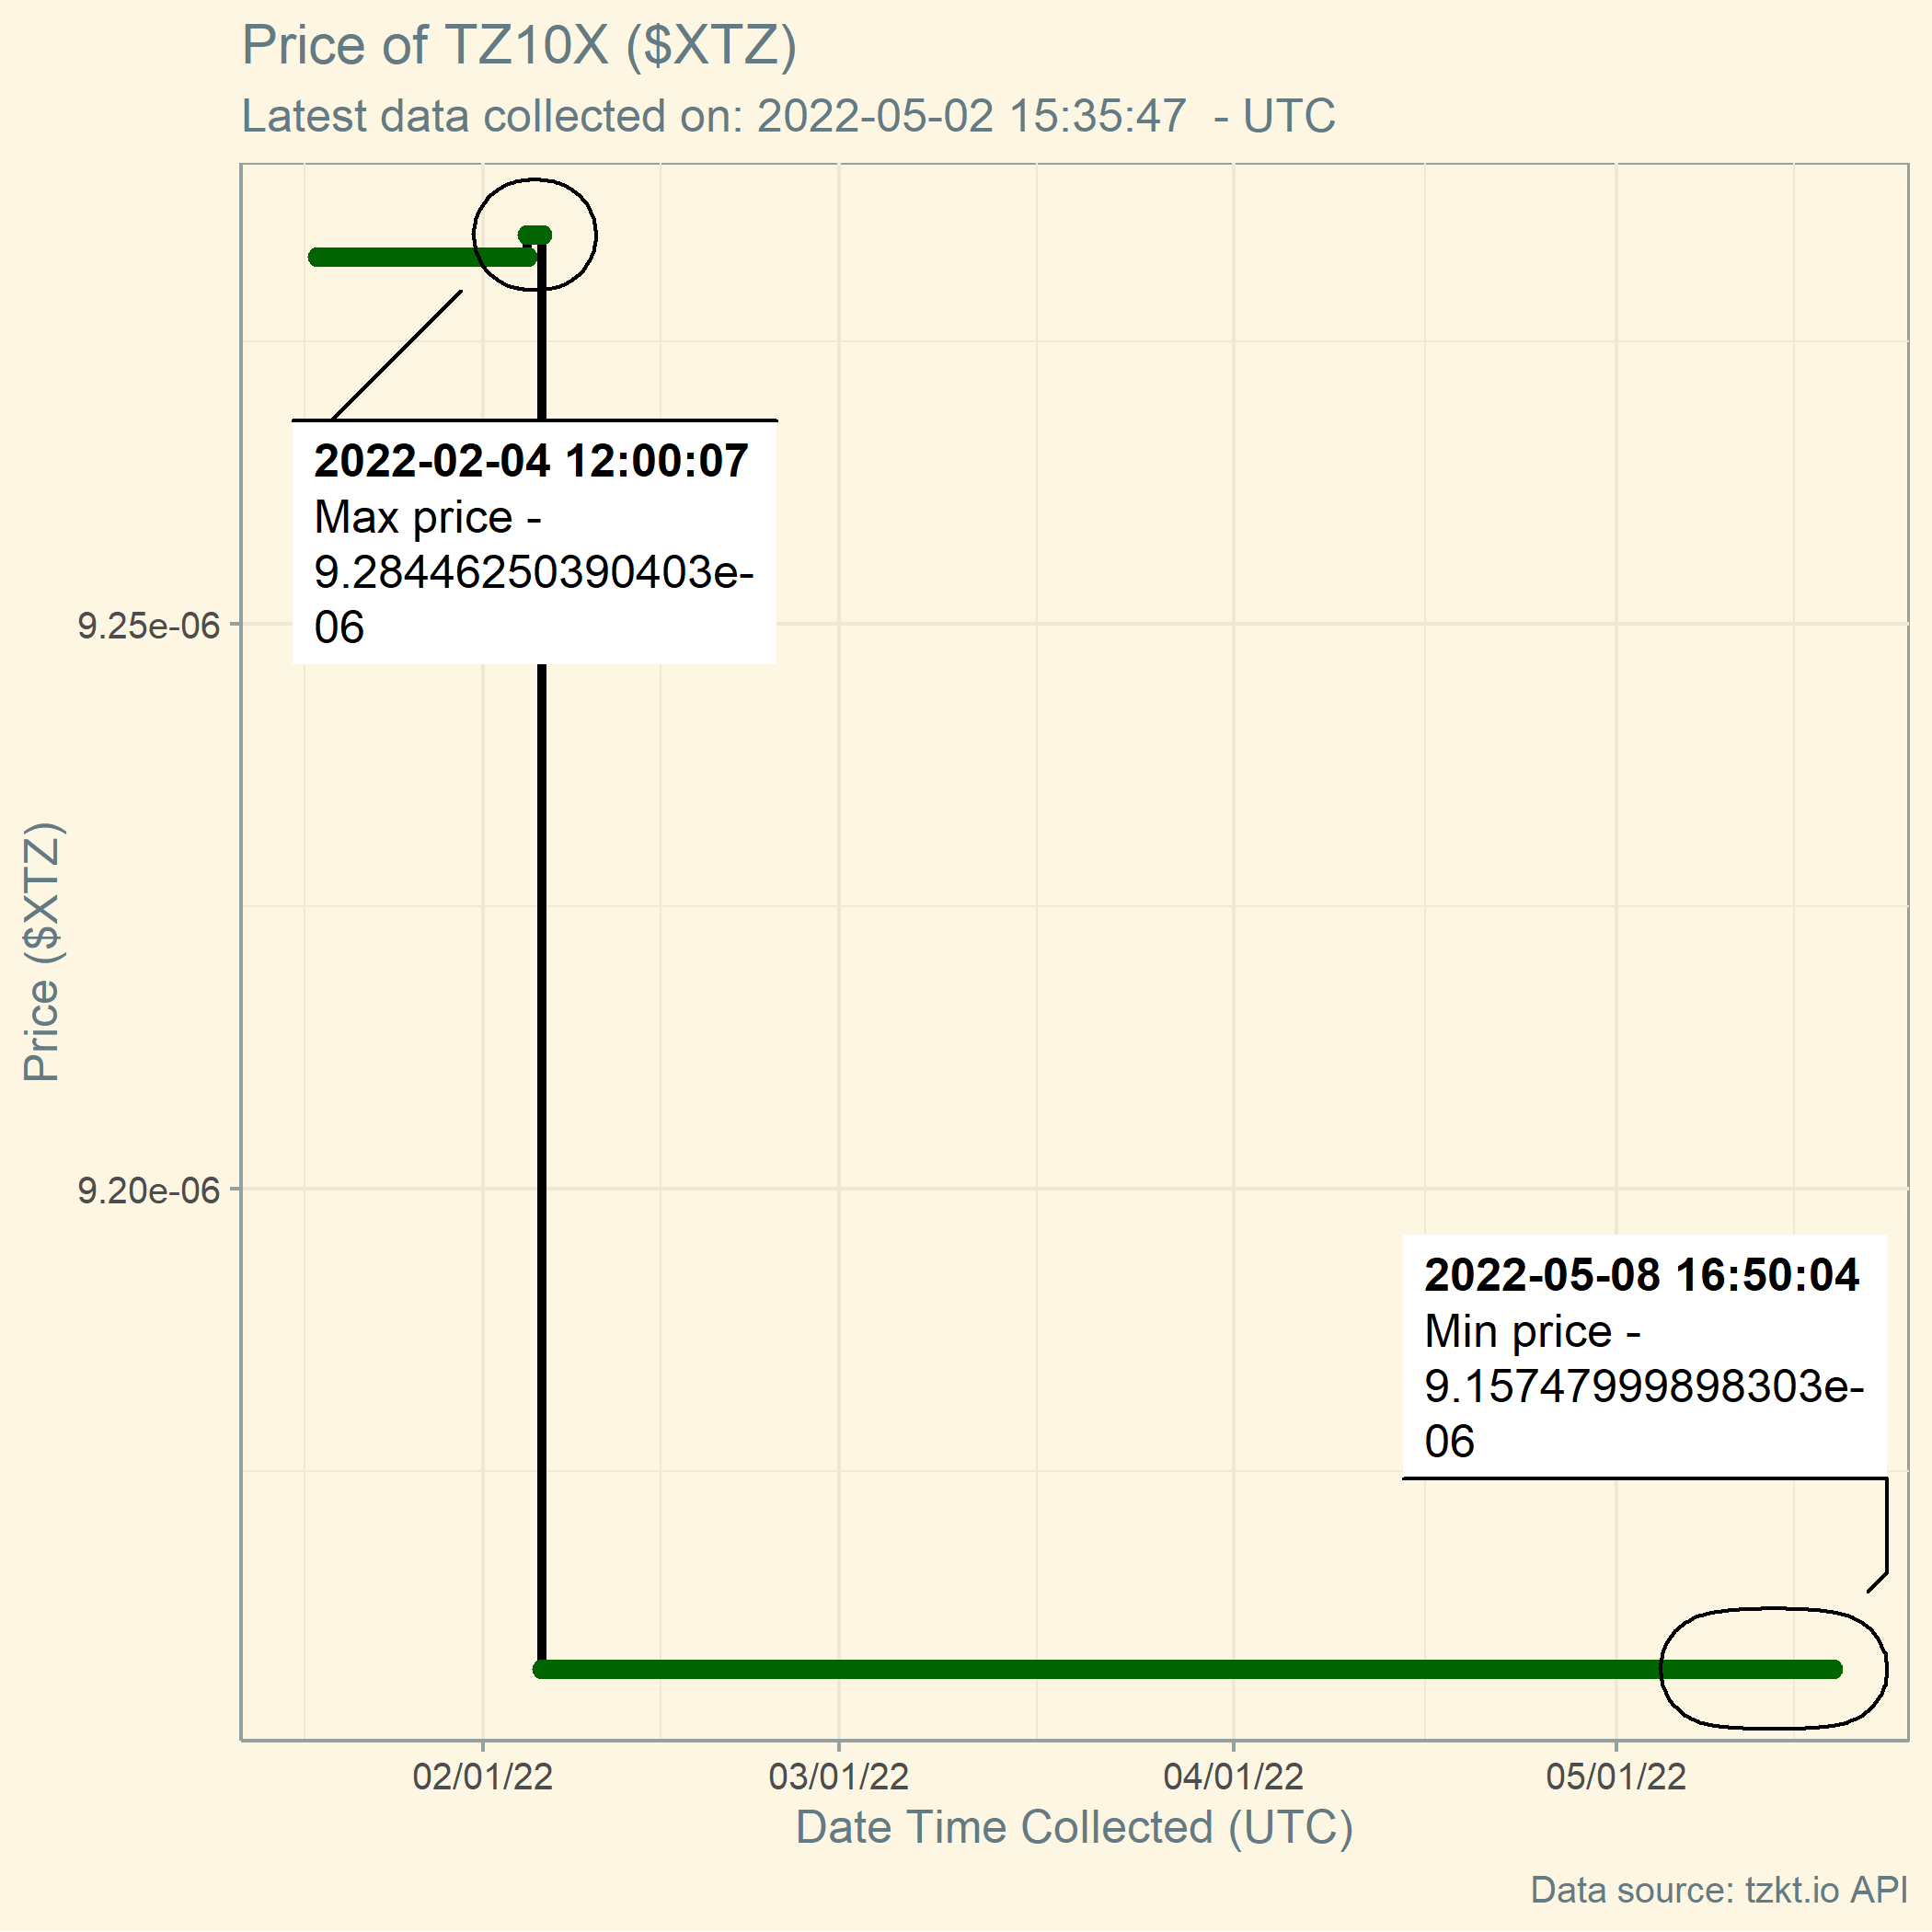 Price of TZ10X ($XTZ)
Latest data collected on: 2022-05-02 15:35:47  - UTC
2022-02-04 12:00:07
Max price -
9.28446250390403e-
06
9.25e-06
Price ($XTZ)
9.20e-06
2022-05-08 16:50:04
Min price -
9.15747999898303e-
06
02/01/22
03/01/22
04/01/22
05/01/22
Date Time Collected (UTC)
Data source: tzkt.io API